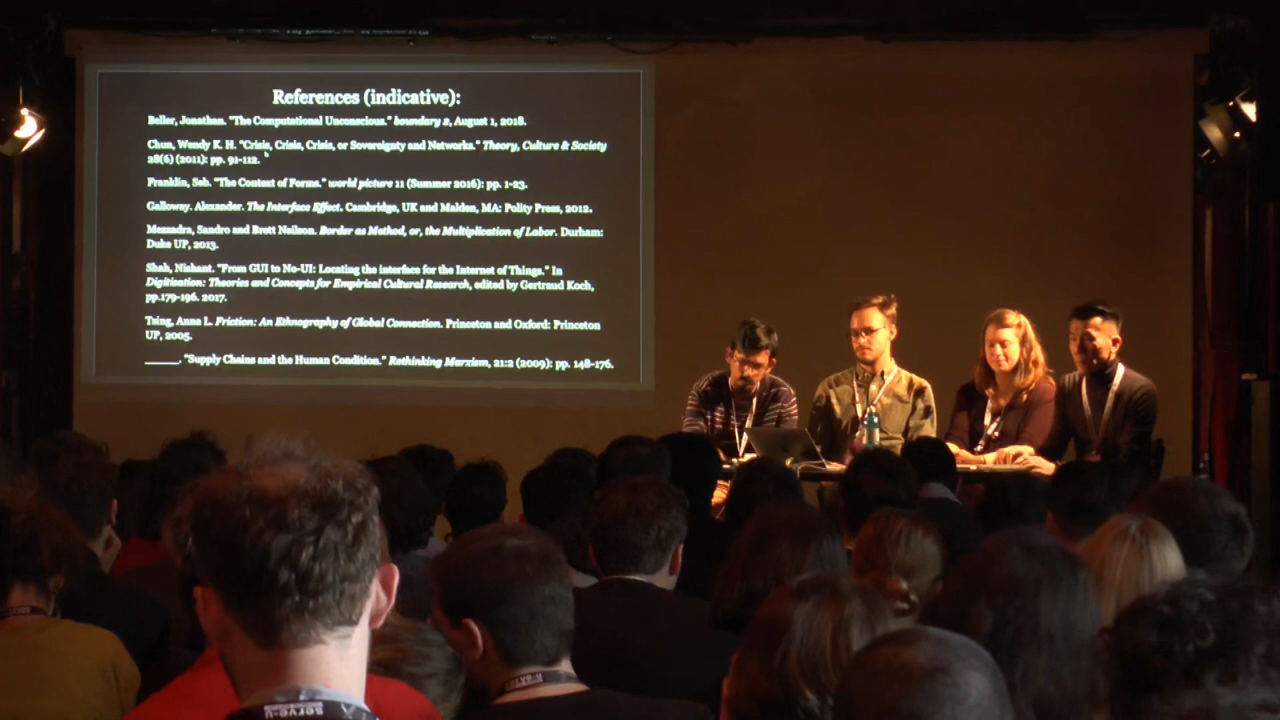 References (indicative):
Beller, Jonathan. "The Computational Unconscious." boundary 2, August 1, 2018.
Chun, Wendy K. H. "Crisis, Crisis, Crisis, or Sovereignty and Networks." Theory, Culture & Society
28(6) (2011): pp. 91-112.
Franklin, Seb. "The Context of Forms." world picture 11 (Summer 2016): pp. 1-23.
Galloway. Alexander. The Interface Effect. Cambridge, UK and Malden, MA: Polity Press, 2012.
Mezzadra, Sandro and Brett Neilson. Border as Method, or, the Multiplication of Labor. Durham:
Duke UP, 2013.
Shah, Nishant. "From GUI to No-UI: Locating the interface for the Internet of Things." In
Digitisation: Theories and Concepts for Empirical Cultural Research, edited by Gertraud Koch,
pp.179-196. 2017.
Tsing, Anna L. Friction: An Ethnography of Global Connection. Princeton and Oxford: Princeton
UP, 2005.
_____. "Supply Chains and the Human Condition." Rethinking Marxism, 21:2 (2009): pp. 148-176.
serve-u